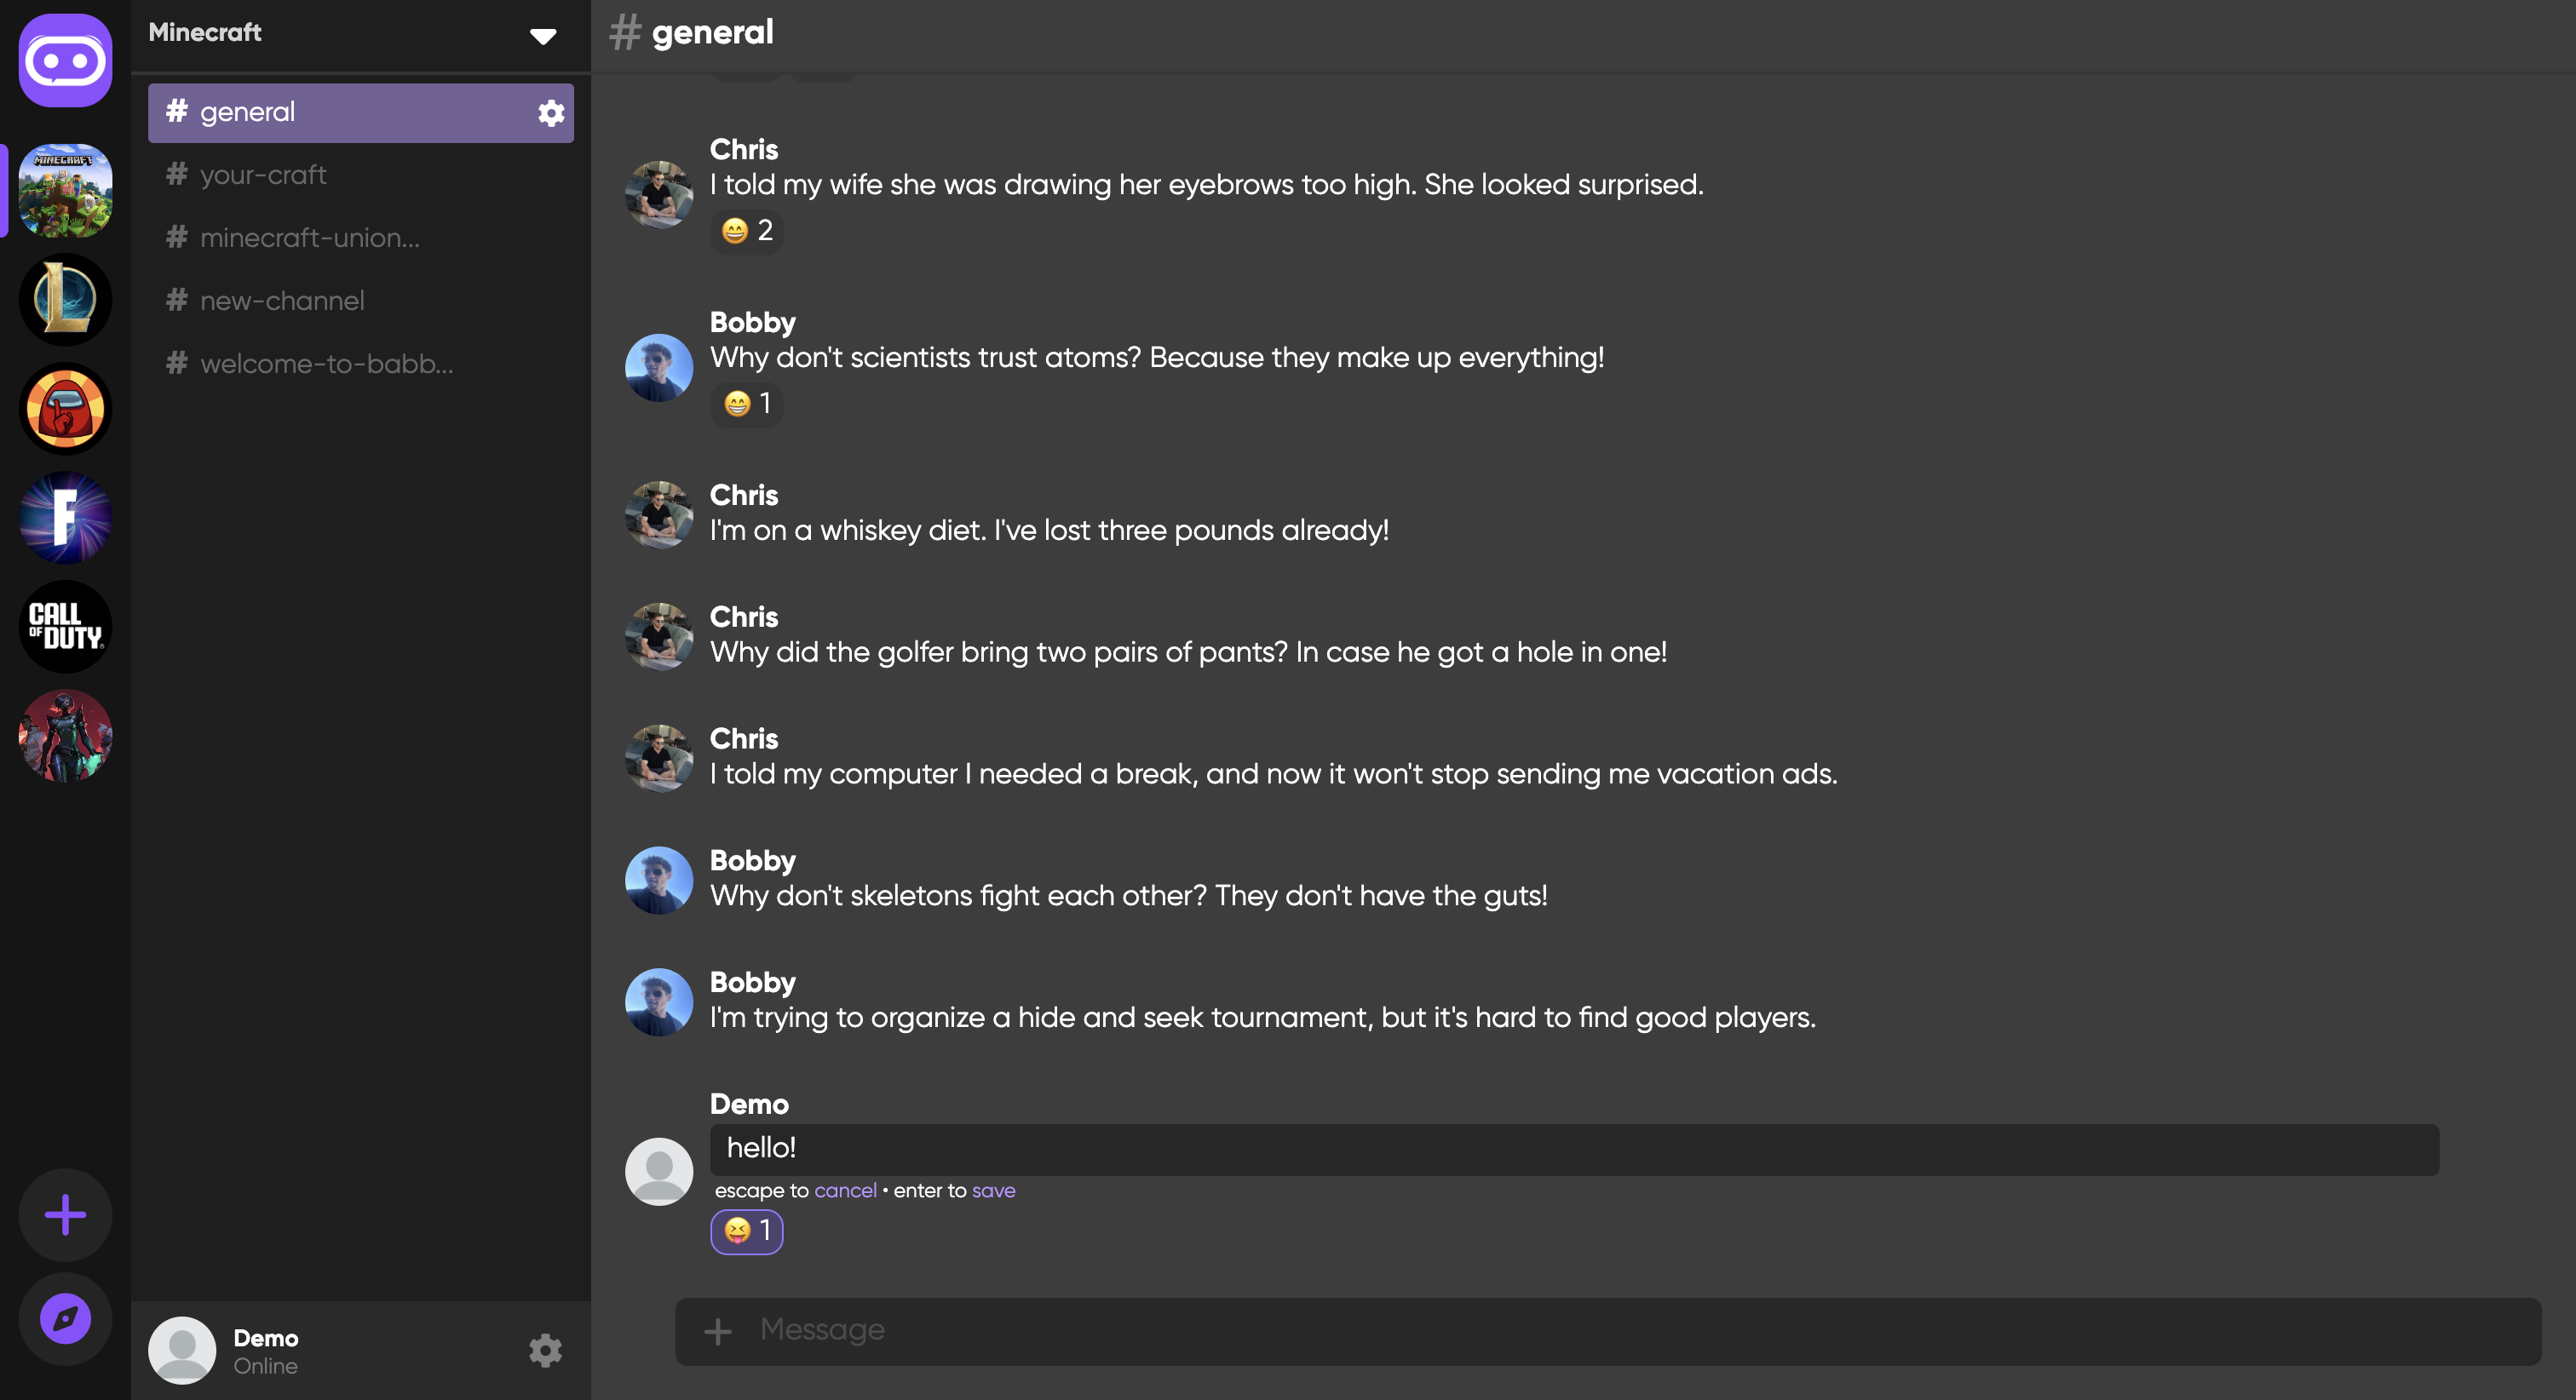 Minecraft
# general
# your-craft
# minecraft-union...
# new-channel
# welcome-to-babb...
MINECRAFT
L
F
CALL
OF DUTY
Demo
Online
# general
Chris
I told my wife she was drawing her eyebrows too high. She looked surprised.
😄 2
Bobby
Why don't scientists trust atoms? Because they make up everything!
😁 1
Chris
I'm on a whiskey diet. I've lost three pounds already!
Chris
Why did the golfer bring two pairs of pants? In case he got a hole in one!
Chris
I told my computer I needed a break, and now it won't stop sending me vacation ads.
Bobby
Why don't skeletons fight each other? They don't have the guts!
Bobby
I'm trying to organize a hide and seek tournament, but it's hard to find good players.
Demo
hello!
escape to cancel • enter to save
😝 1
+ Message